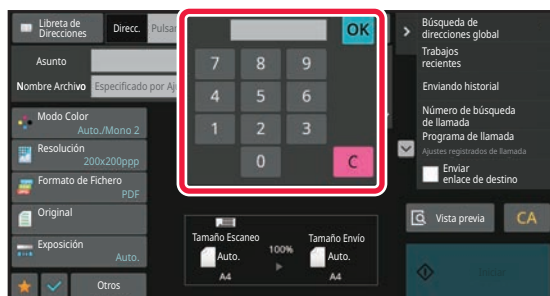 Libreta de
Direcciones
Direcc.
Pulsar
Asunto
Nombre Archivo
Especificado por Aj
Modo Color
Auto./Mono 2
Resolución
200x200ppp
Formato de Fichero
PDF
Original
Exposición
Auto.
Otros
OK
7 8 9
4 5 6
1 2 3
0 C
Tamaño Escaneo
Auto.
A4
100%
Tamaño Envío
Auto.
A4
Búsqueda de
direcciones global
Trabajos
recientes
Enviando historial
Número de búsqueda
de llamada
Programa de llamada
Ajustes registrados de llamada
Enviar
enlace de destino
Vista previa
CA